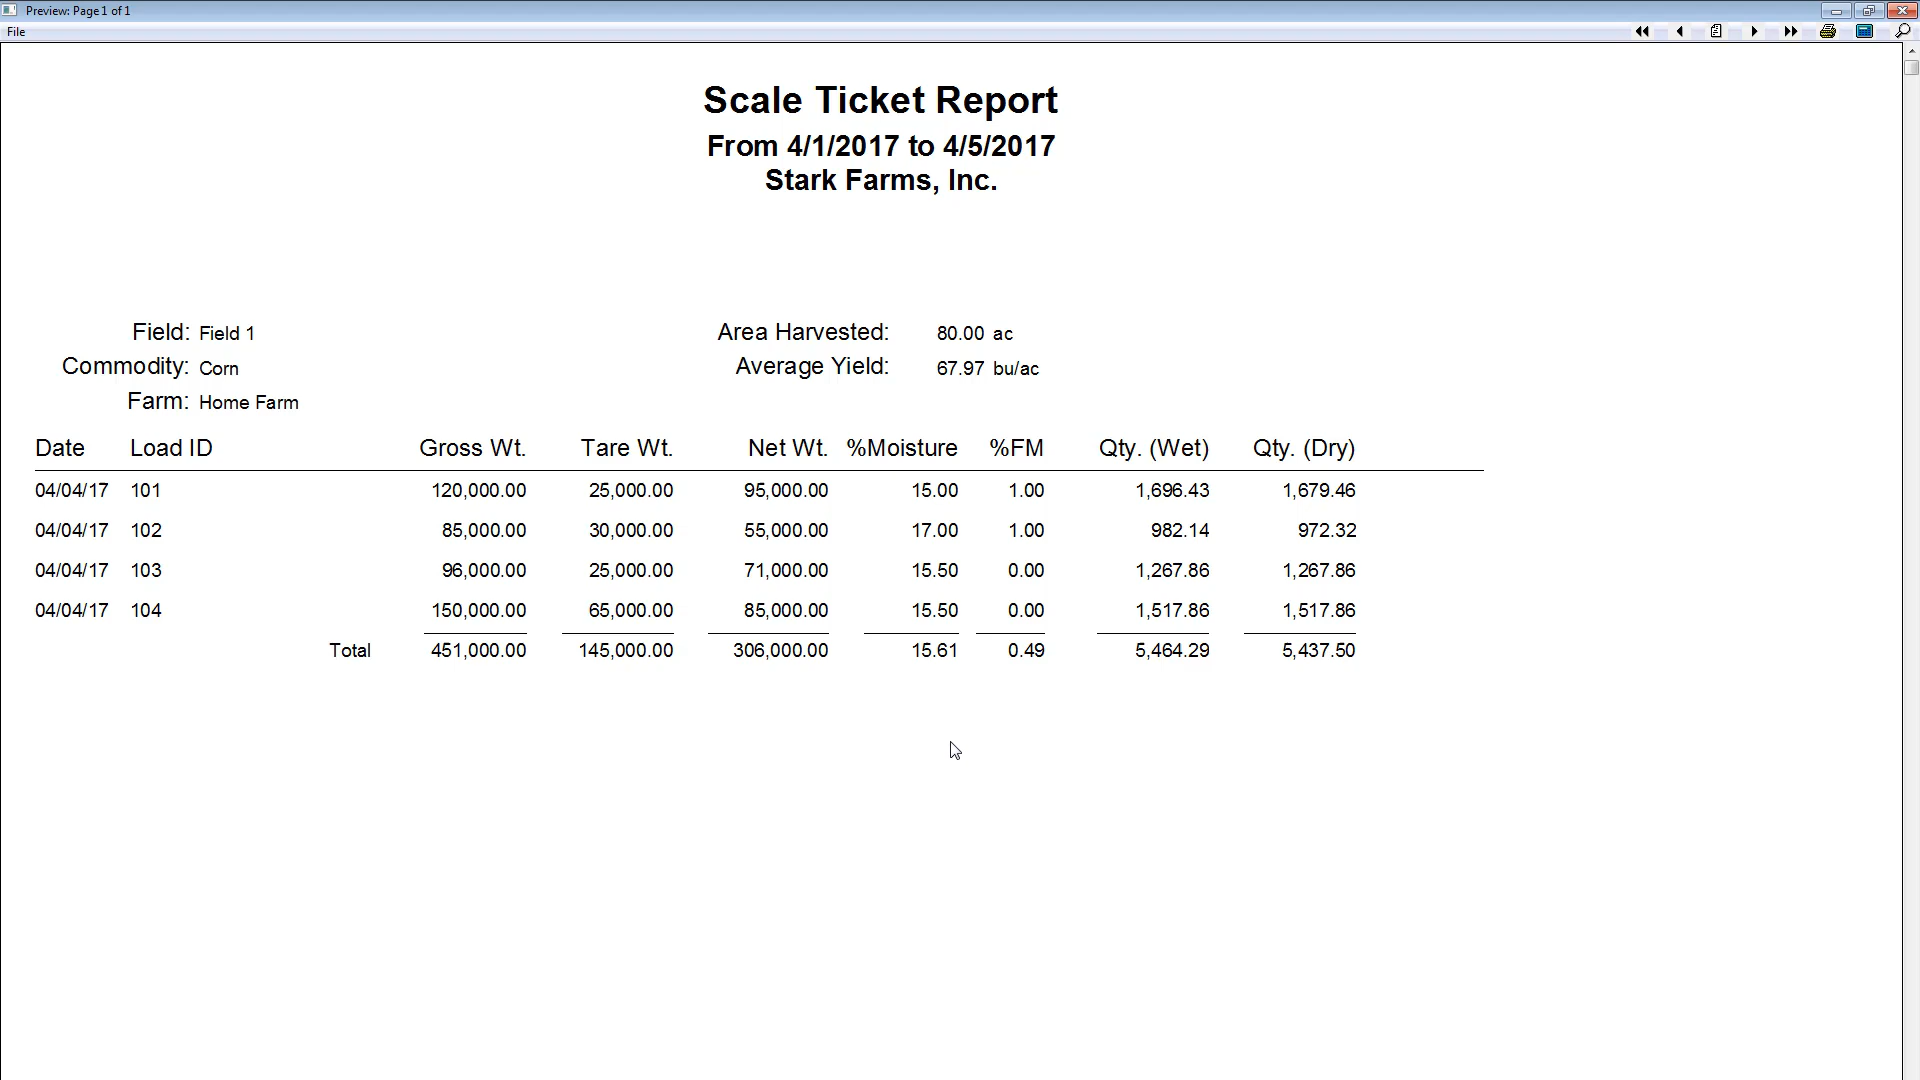 Preview: Page 1 of 1
File
Scale Ticket Report
From 4/1/2017 to 4/5/2017
Stark Farms, Inc.
Field: Field 1 Area Harvested: 80.00 ac
Commodity: Corn Average Yield: 67.97 bu/ac
Farm: Home Farm
Date Load ID Gross Wt. Tare Wt. Net Wt. %Moisture %FM Qty. (Wet) Qty. (Dry)
04/04/17 101 120,000.00 25,000.00 95,000.00 15.00 1.00 1,696.43 1,679.46
04/04/17 102 85,000.00 30,000.00 55,000.00 17.00 1.00 982.14 972.32
04/04/17 103 96,000.00 25,000.00 71,000.00 15.50 0.00 1,267.86 1,267.86
04/04/17 104 150,000.00 65,000.00 85,000.00 15.50 0.00 1,517.86 1,517.86
Total 451,000.00 145,000.00 306,000.00 15.61 0.49 5,464.29 5,437.50